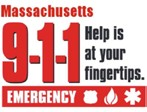 Massachusetts
9-1-1
Help is
at your
fingertips.
EMERGENCY